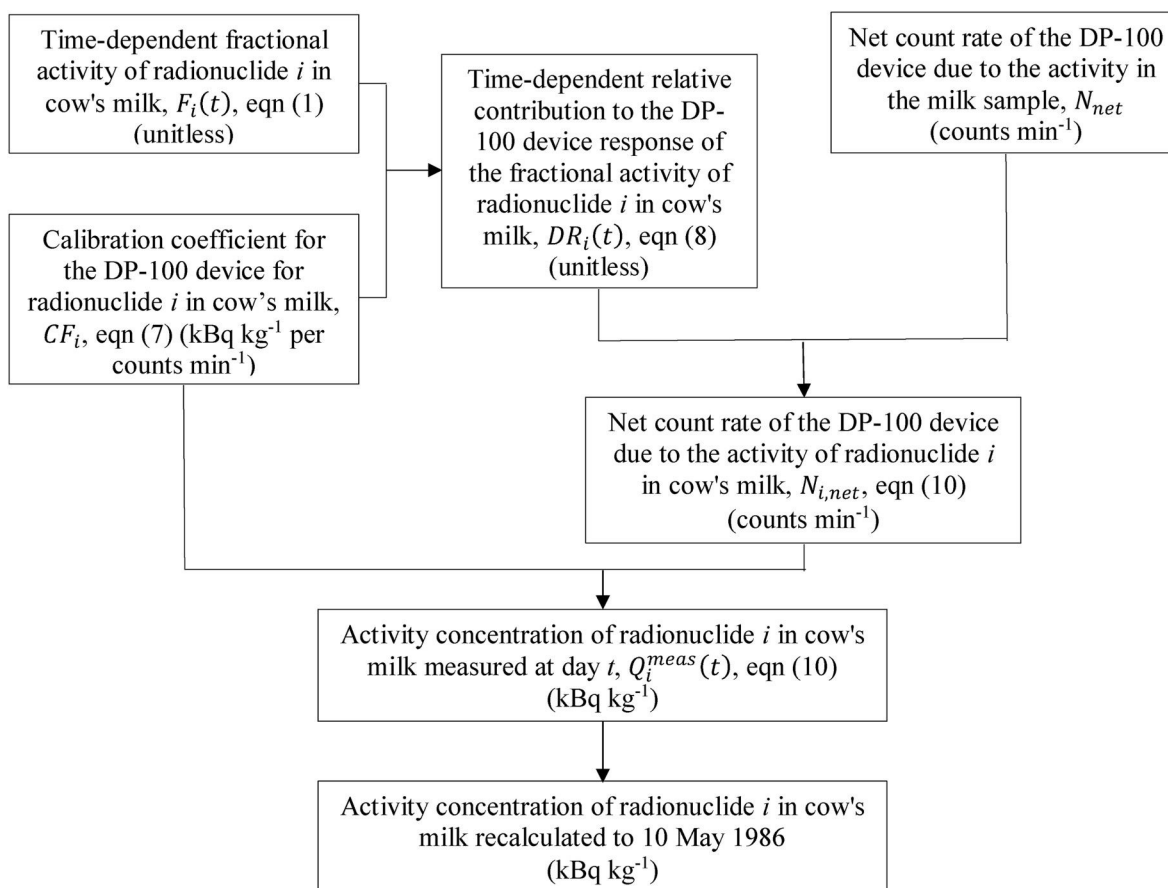 Time-dependent fractional
activity of radionuclide i in
cow's milk, F_i(t), eqn (1)
(unitless)
Calibration coefficient for
the DP-100 device for
radionuclide i in cow’s milk,
CF_i, eqn (7) (kBq kg⁻¹ per
counts min⁻¹)
Time-dependent relative
contribution to the DP-
100 device response of
the fractional activity of
radionuclide i in cow's
milk, DR_i(t), eqn (8)
(unitless)
Net count rate of the DP-100
device due to the activity in
the milk sample, N_net
(counts min⁻¹)
Net count rate of the DP-100 device
due to the activity of radionuclide i
in cow's milk, N_i,net, eqn (10)
(counts min⁻¹)
Activity concentration of radionuclide i in cow's
milk measured at day t, Q_i^meas(t), eqn (10)
(kBq kg⁻¹)
Activity concentration of radionuclide i in cow's
milk recalculated to 10 May 1986
(kBq kg⁻¹)